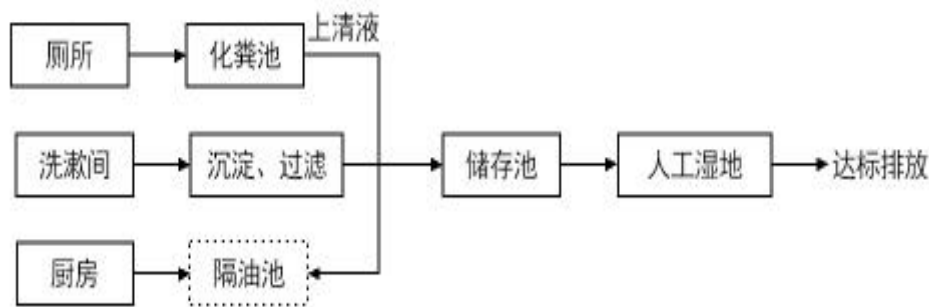 上清液
厕所
化粪池
洗漱间
沉淀、过滤
储存池
人工湿地
达标排放
厨房
隔油池